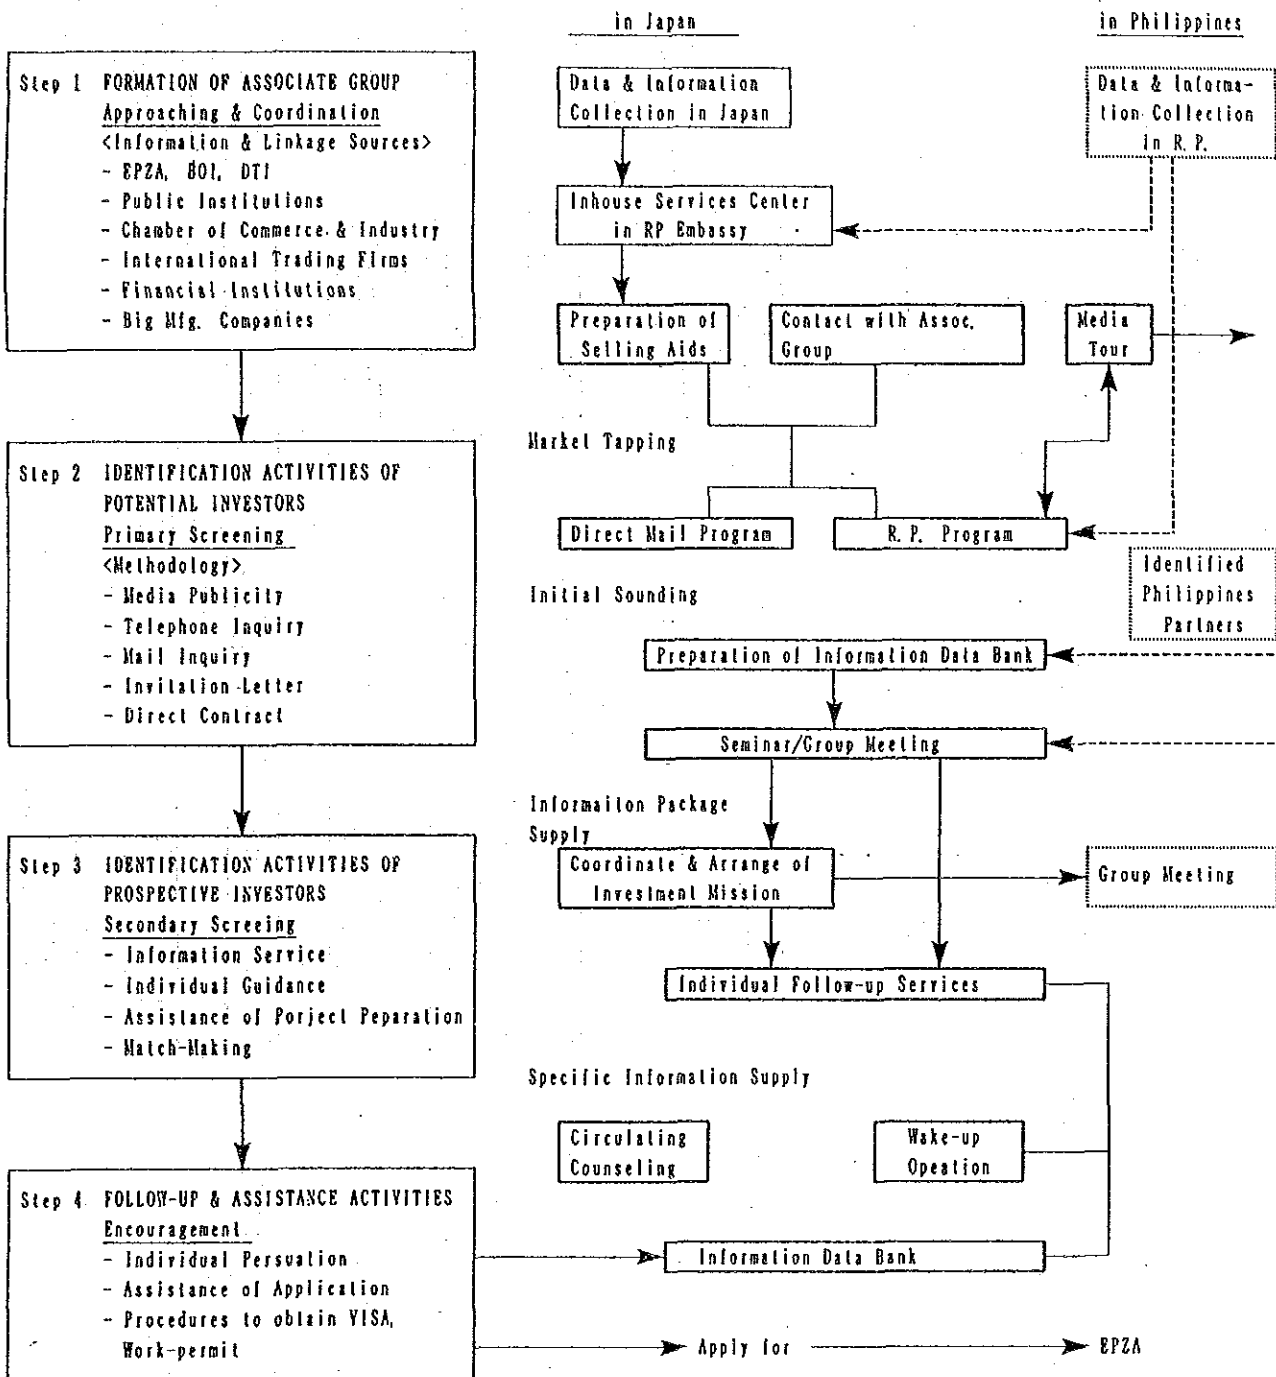 in Japan
in Philippines
Step 1 FORMATION OF ASSOCIATE GROUP
Approaching & Coordination
<Information & Linkage Sources>
- EPZA, BOI, DTI
- Public Institutions
- Chamber of Commerce & Industry
- International Trading Firms
- Financial Institutions
- Big Mfg. Companies
Data & Information
Collection in Japan
Data & Informa-
tion Collection
in R.P.
Inhouse Services Center
in RP Embassy
Preparation of
Selling Aids
Contact with Assoc.
Group
Media
Tour
Market Tapping
Step 2 IDENTIFICATION ACTIVITIES OF
POTENTIAL INVESTORS
Primary Screening
<Methodology>
- Media Publicity
- Telephone Inquiry
- Mail Inquiry
- Invitation Letter
- Direct Contract
Direct Mail Program
R.P. Program
Identified
Philippines
Partners
Initial Sounding
Preparation of Information Data Bank
Seminar/Group Meeting
Informaiton Package
Supply
Step 3 IDENTIFICATION ACTIVITIES OF
PROSPECTIVE INVESTORS
Secondary Screeing
- Information Service
- Individual Guidance
- Assistance of Porject Peparation
- Match-Making
Coordinate & Arrange of
Investment Mission
Group Meeting
Individual Follow-up Services
Specific Information Supply
Circulating
Counseling
Wake-up
Opeation
Step 4 FOLLOW-UP & ASSISTANCE ACTIVITIES
Encouragement
- Individual Persuation
- Assistance of Application
- Procedures to obtain VISA,
Work-permit
Information Data Bank
Apply for
EPZA